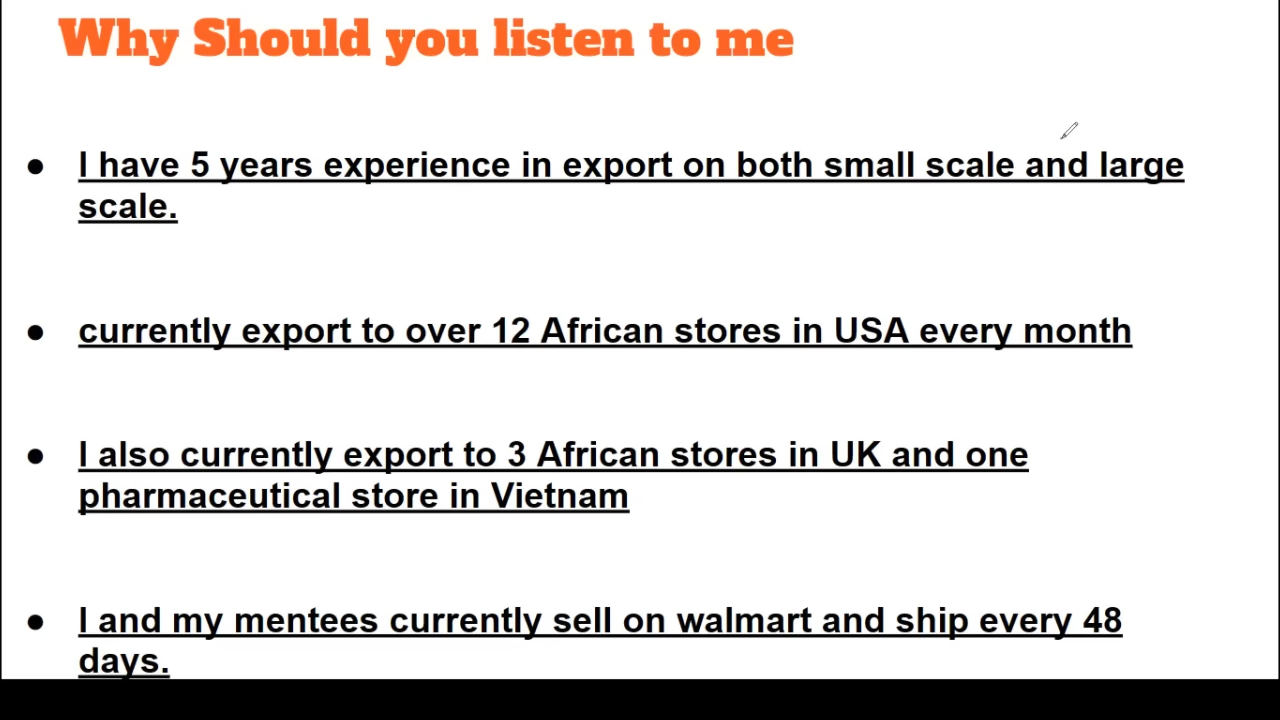 Why Should you listen to me
● I have 5 years experience in export on both small scale and large
scale.
● currently export to over 12 African stores in USA every month
● I also currently export to 3 African stores in UK and one
pharmaceutical store in Vietnam
● I and my mentees currently sell on walmart and ship every 48
days.